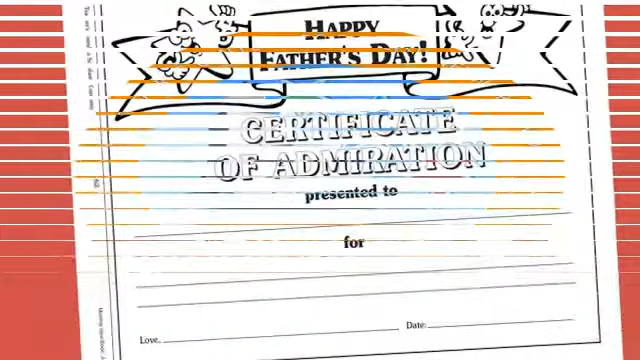 HAPPY
FATHER'S DAY!
CERTIFICATE
OF ADMIRATION
presented to
for
Love,
Date: